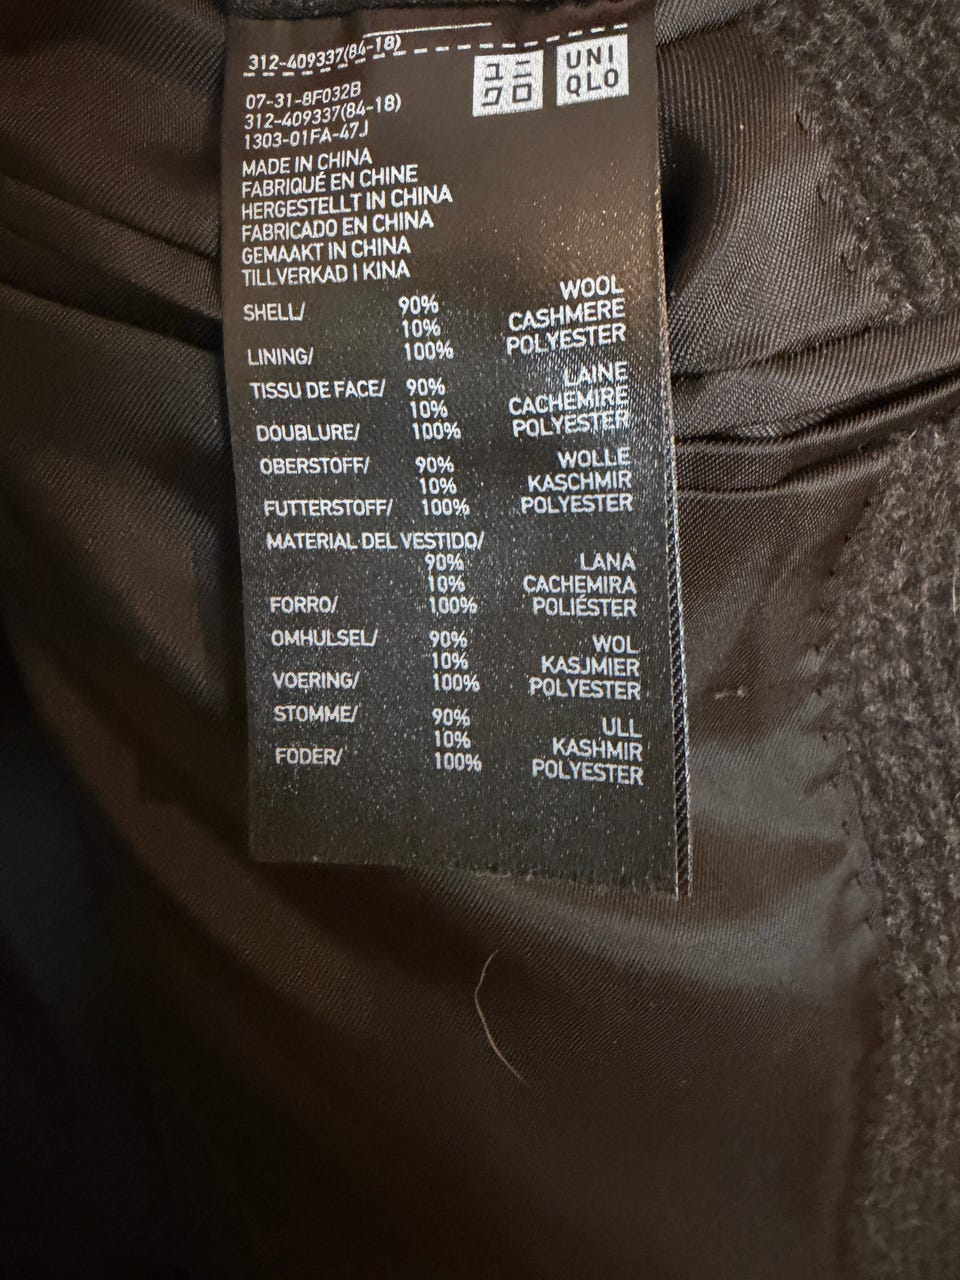 312-409337(84-18)
ユニ
クロ
UNI
QLO
07-31-8F032B
312-409337(84-18)
1303-01FA-47J
MADE IN CHINA
FABRIQUÉ EN CHINE
HERGESTELLT IN CHINA
FABRICADO EN CHINA
GEMAAKT IN CHINA
TILLVERKAD I KINA
SHELL/ 90% WOOL
10% CASHMERE
LINING/ 100% POLYESTER
TISSU DE FACE/ 90% LAINE
10% CACHEMIRE
DOUBLURE/ 100% POLYESTER
OBERSTOFF/ 90% WOLLE
10% KASCHMIR
FUTTERSTOFF/ 100% POLYESTER
MATERIAL DEL VESTIDO/
90% LANA
10% CACHEMIRA
FORRO/ 100% POLIÉSTER
OMHULSEL/ 90% WOL
10% KASJMIER
VOERING/ 100% POLYESTER
STOMME/ 90% ULL
10% KASHMIR
FODER/ 100% POLYESTER